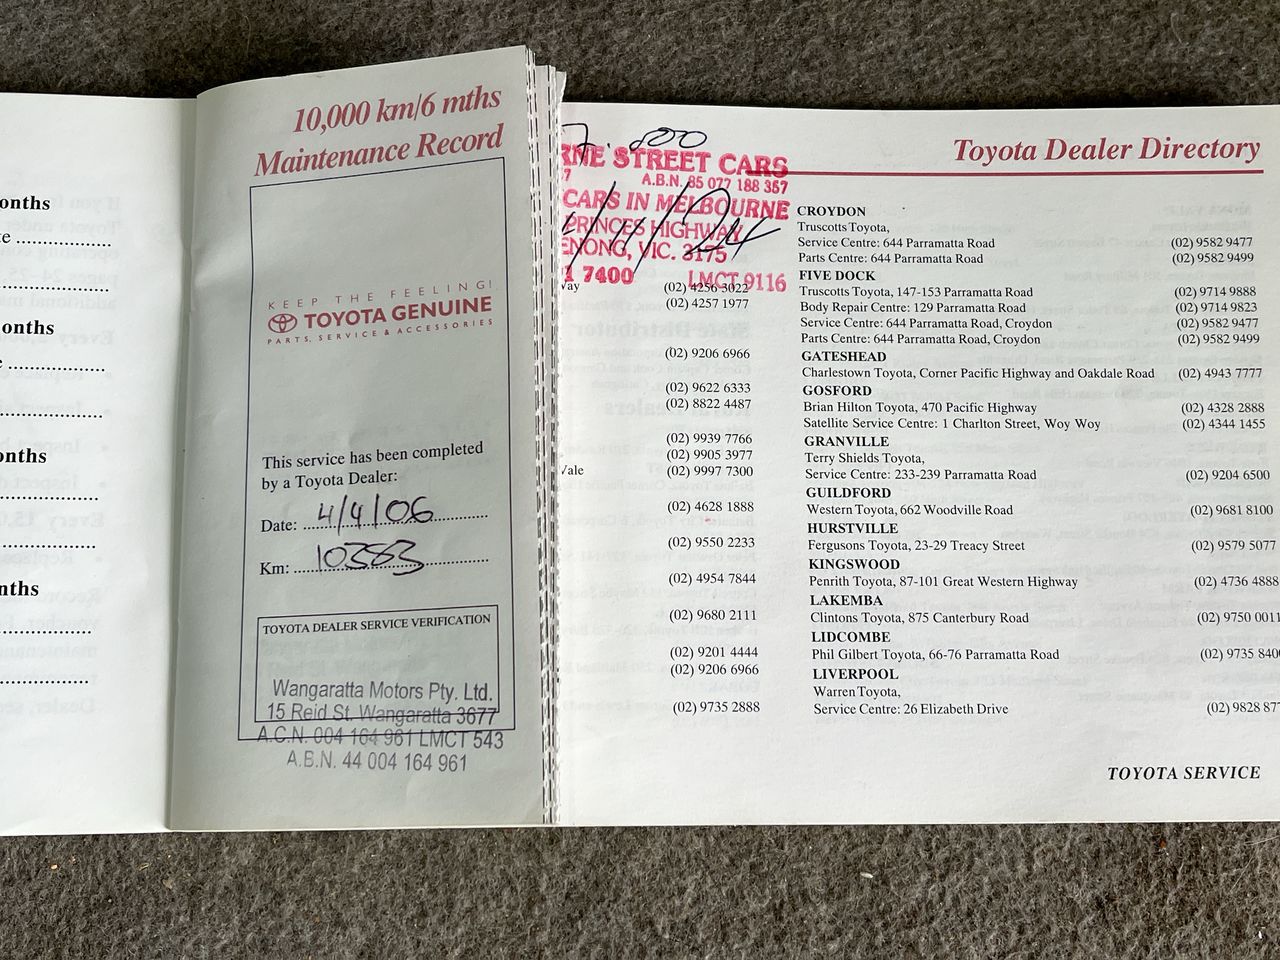 onths
te ...............
...............
onths
e ...............
...............
onths
...............
...............
nths
...............
...............
10,000 km/6 mths
Maintenance Record
KEEP THE FEELING!
TOYOTA GENUINE
PARTS, SERVICE & ACCESSORIES
This service has been completed
by a Toyota Dealer:
Date: 4/4/06
Km: 10383
TOYOTA DEALER SERVICE VERIFICATION
Wangaratta Motors Pty. Ltd.
15 Reid St. Wangaratta 3677
A.C.N. 004 164 961 LMCT 543
A.B.N. 44 004 164 961
RNE STREET CARS
7 A.B.N. 85 077 188 357
CARS IN MELBOURNE
PRINCES HIGHWAY
ENONG, VIC. 3175
1 7400 LMCT 9116
Way (02) 4256 3022
(02) 4257 1977
(02) 9206 6966
(02) 9622 6333
(02) 8822 4487
(02) 9939 7766
(02) 9905 3977
Vale (02) 9997 7300
(02) 4628 1888
(02) 9550 2233
(02) 4954 7844
(02) 9680 2111
(02) 9201 4444
(02) 9206 6966
(02) 9735 2888
Toyota Dealer Directory
CROYDON
Truscotts Toyota,
Service Centre: 644 Parramatta Road (02) 9582 9477
Parts Centre: 644 Parramatta Road (02) 9582 9499
FIVE DOCK
Truscotts Toyota, 147-153 Parramatta Road (02) 9714 9888
Body Repair Centre: 129 Parramatta Road (02) 9714 9823
Service Centre: 644 Parramatta Road, Croydon (02) 9582 9477
Parts Centre: 644 Parramatta Road, Croydon (02) 9582 9499
GATESHEAD
Charlestown Toyota, Corner Pacific Highway and Oakdale Road (02) 4943 7777
GOSFORD
Brian Hilton Toyota, 470 Pacific Highway (02) 4328 2888
Satellite Service Centre: 1 Charlton Street, Woy Woy (02) 4344 1455
GRANVILLE
Terry Shields Toyota,
Service Centre: 233-239 Parramatta Road (02) 9204 6500
GUILDFORD
Western Toyota, 662 Woodville Road (02) 9681 8100
HURSTVILLE
Fergusons Toyota, 23-29 Treacy Street (02) 9579 5077
KINGSWOOD
Penrith Toyota, 87-101 Great Western Highway (02) 4736 4888
LAKEMBA
Clintons Toyota, 875 Canterbury Road (02) 9750 0011
LIDCOMBE
Phil Gilbert Toyota, 66-76 Parramatta Road (02) 9735 840
LIVERPOOL
Warren Toyota,
Service Centre: 26 Elizabeth Drive (02) 9828 87
TOYOTA SERVICE